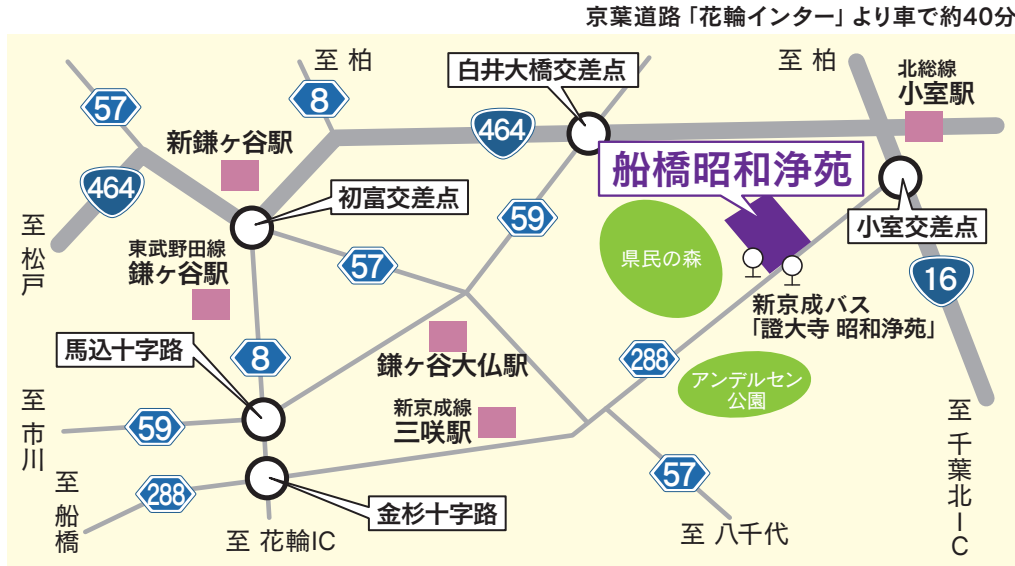 京葉道路「花輪インター」より車で約40分
至 柏
白井大橋交差点
至 柏
北総線
小室駅
57
8
464
新鎌ヶ谷駅
464
船橋昭和浄苑
初富交差点
59
小室交差点
至 松戸
東武野田線
鎌ヶ谷駅
57
県民の森
16
新京成バス
「證大寺 昭和浄苑」
馬込十字路
8
鎌ヶ谷大仏駅
288
アンデルセン
公園
至 市川
59
新京成線
三咲駅
至 千葉北IC
57
至 船橋
288
金杉十字路
至 花輪IC
至 八千代